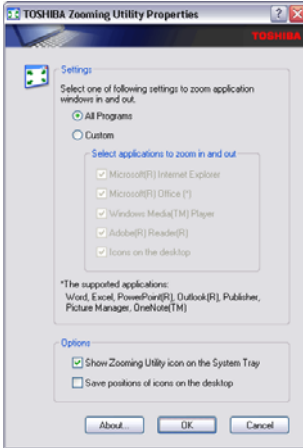 TOSHIBA Zooming Utility Properties
TOSHIBA
Settings
Select one of following settings to zoom application
windows in and out.
All Programs
Custom
Select applications to zoom in and out
Microsoft(R) Internet Explorer
Microsoft(R) Office (*)
Windows Media(TM) Player
Adobe(R) Reader(R)
Icons on the desktop
*The supported applications:
Word, Excel, PowerPoint(R), Outlook(R), Publisher,
Picture Manager, OneNote(TM)
Options
Show Zooming Utility icon on the System Tray
Save positions of icons on the desktop
About...
OK
Cancel